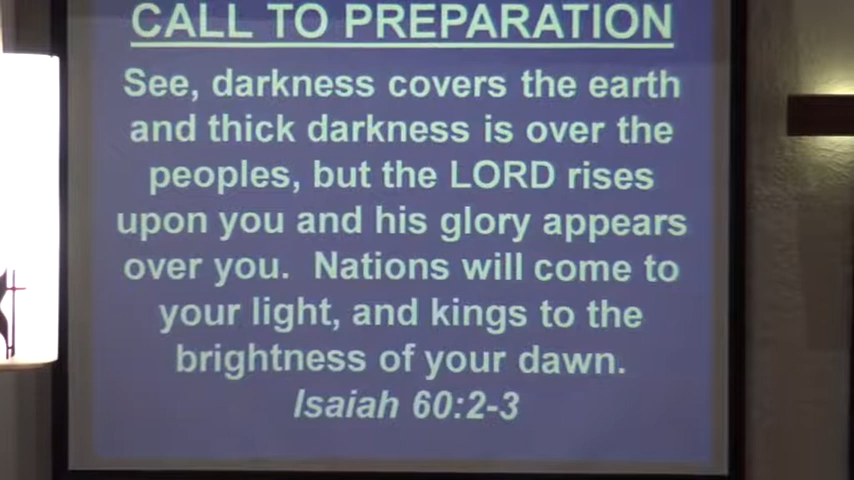 CALL TO PREPARATION
See, darkness covers the earth
and thick darkness is over the
peoples, but the LORD rises
upon you and his glory appears
over you. Nations will come to
your light, and kings to the
brightness of your dawn.
Isaiah 60:2-3